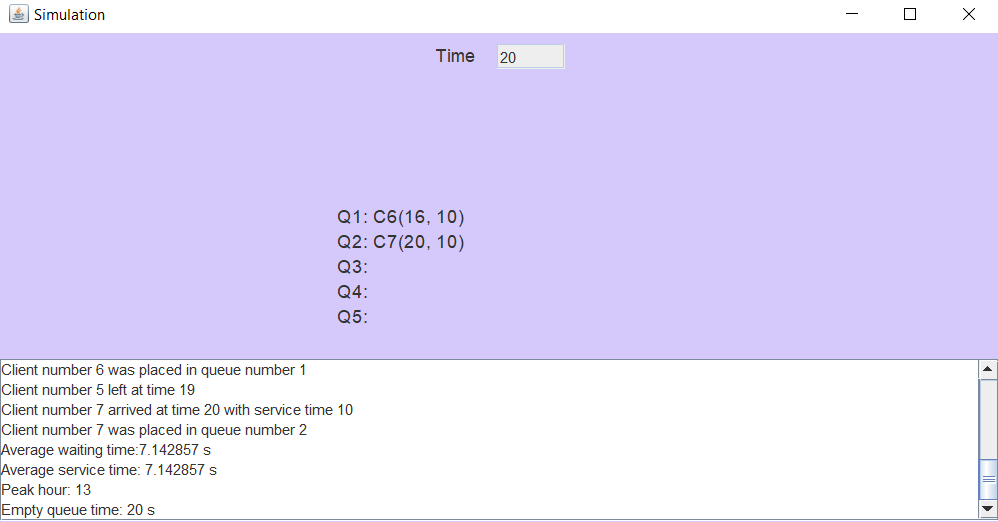 Simulation
Time 20
Q1: C6(16, 10)
Q2: C7(20, 10)
Q3:
Q4:
Q5:
Client number 6 was placed in queue number 1
Client number 5 left at time 19
Client number 7 arrived at time 20 with service time 10
Client number 7 was placed in queue number 2
Average waiting time:7.142857 s
Average service time: 7.142857 s
Peak hour: 13
Empty queue time: 20 s